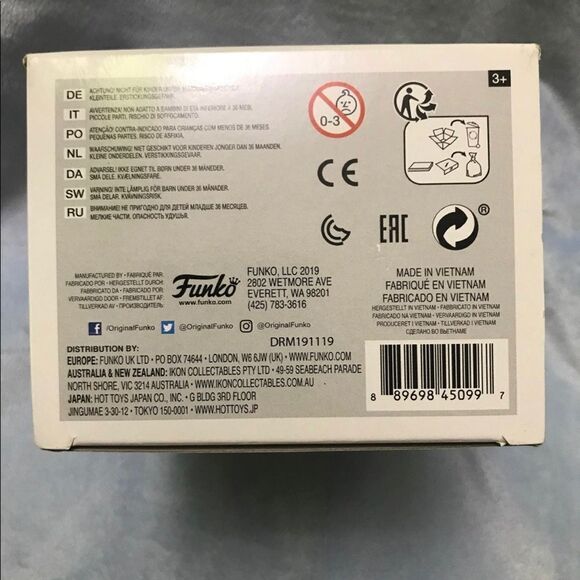 3+
DE ACHTUNG! NICHT FÜR KINDER UNTER
KLEINTEILE. ERSTICKUNGSGEFAHR.
IT AVVERTENZA! NON ADATTO A BAMBINI DI ETÀ INFERIORE A 36 MESI,
PICCOLE PARTI, RISCHIO DI SOFFOCAMENTO.
PO ATENÇÃO! CONTRA-INDICADO PARA CRIANÇAS COM MENOS DE 36 MESES.
PEQUENAS PARTES. RISCO DE ASFIXIA.
NL WAARSCHUWING! NIET GESCHIKT VOOR KINDEREN JONGER DAN 36 MAANDEN.
KLEINE ONDERDELEN. VERSTIKKINGSGEVAAR.
DA ADVARSEL! IKKE EGNET TIL BØRN UNDER 36 MÅNEDER.
SMÅ DELE. KVÆLNINGSFARE.
SW VARNING! INTE LÄMPLIG FÖR BARN UNDER 36 MÅNADER.
SMÅ DELAR. KVÄVNINGSRISK.
RU ВНИМАНИЕ! НЕ ПРИГОДНО ДЛЯ ДЕТЕЙ МЛАДШЕ 36 МЕСЯЦЕВ.
МЕЛКИЕ ЧАСТИ. ОПАСНОСТЬ УДУШЬЯ.
0-3
CE
EAC
®
MANUFACTURED BY • FABRIQUÉ PAR:
FABRICADO POR • HERGESTELLT DURCH:
FABBRICATO DA • FABRICADO POR:
VERVAARDIGD DOOR • FREMSTILLET AF:
TILLVERKAD AV • ПРОИЗВОДИТЕЛЬ:
Funko
www.funko.com
FUNKO, LLC 2019
2802 WETMORE AVE
EVERETT, WA 98201
(425) 783-3616
MADE IN VIETNAM
FABRIQUÉ EN VIETNAM
FABRICADO EN VIETNAM
HERGESTELLT IN VIETNAM • FABBRICATO IN VIETNAM
FABRICADO NA VIETNAM • VERVAARDIGD IN VIETNAM
PRODUCERET I VIETNAM • TILLVERKAD I VIETNAM
СДЕЛАНО ВО ВЬЕТНАМЕ
/OriginalFunko @OriginalFunko @OriginalFunko
DRM191119
DISTRIBUTION BY:
EUROPE: FUNKO UK LTD • PO BOX 74644 • LONDON, W6 6JW (UK) • WWW.FUNKO.COM
AUSTRALIA & NEW ZEALAND: IKON COLLECTABLES PTY LTD • 49-59 SEABEACH PARADE
NORTH SHORE, VIC 3214 AUSTRALIA • WWW.IKONCOLLECTABLES.COM.AU
JAPAN: HOT TOYS JAPAN CO., INC. • G BLDG 3RD FLOOR
JINGUMAE 3-30-12 • TOKYO 150-0001 • WWW.HOTTOYS.JP
8 89698 45099 7